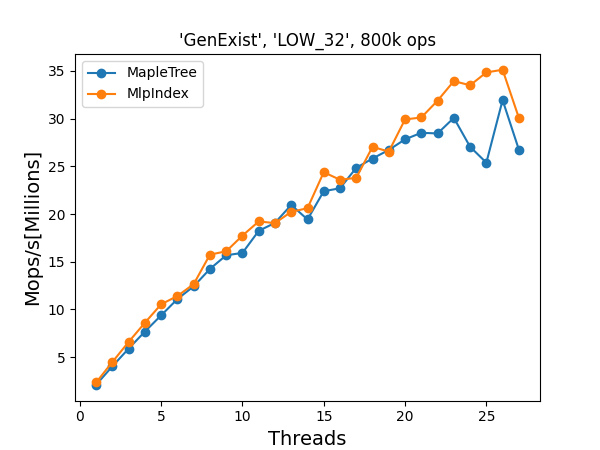 'GenExist', 'LOW_32', 800k ops
MapleTree
MlpIndex
Mops/s[Millions]
35
30
25
20
15
10
5
0 5 10 15 20 25
Threads